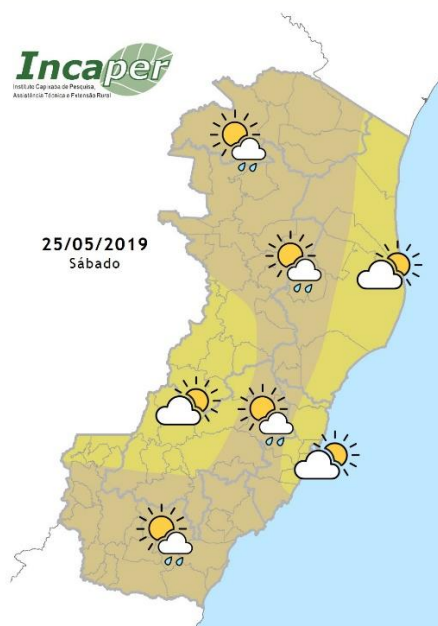 Incaper
Instituto Capixaba de Pesquisa,
Assistência Técnica e Extensão Rural
25/05/2019
Sábado